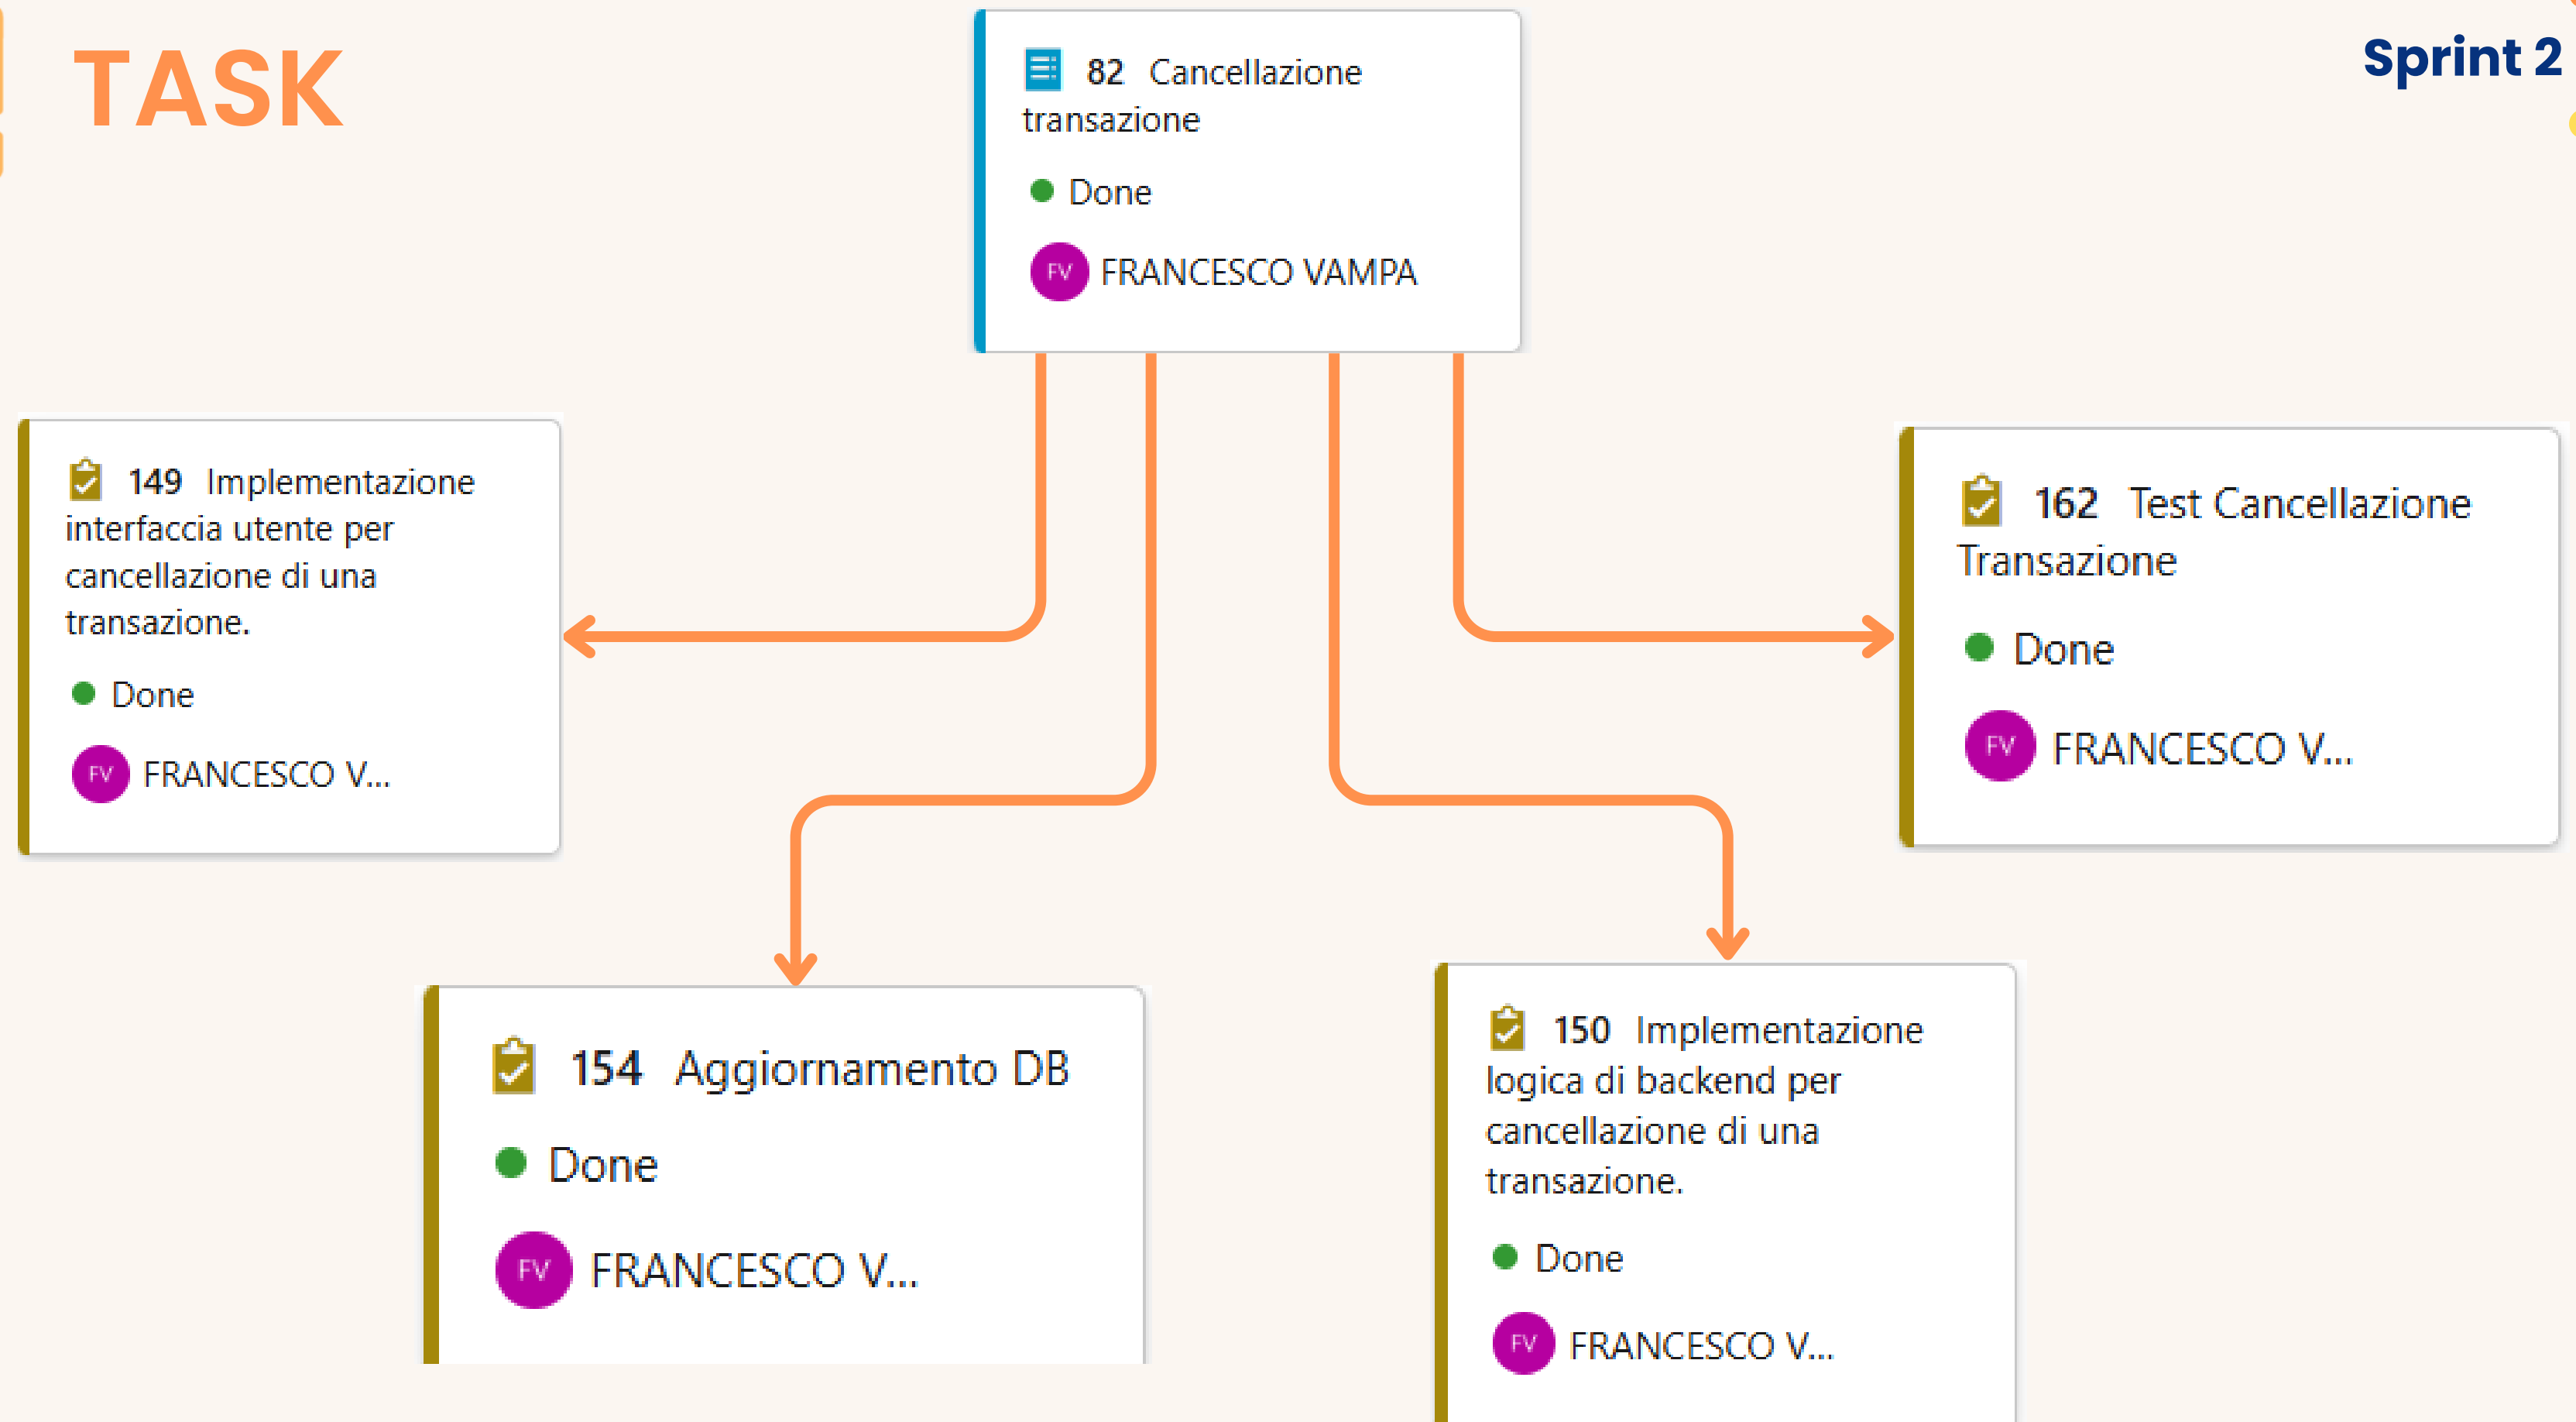 TASK
Sprint 2
82 Cancellazione
transazione
Done
FV FRANCESCO VAMPA
149 Implementazione
interfaccia utente per
cancellazione di una
transazione.
Done
FV FRANCESCO V...
162 Test Cancellazione
Transazione
Done
FV FRANCESCO V...
154 Aggiornamento DB
Done
FV FRANCESCO V...
150 Implementazione
logica di backend per
cancellazione di una
transazione.
Done
FV FRANCESCO V...